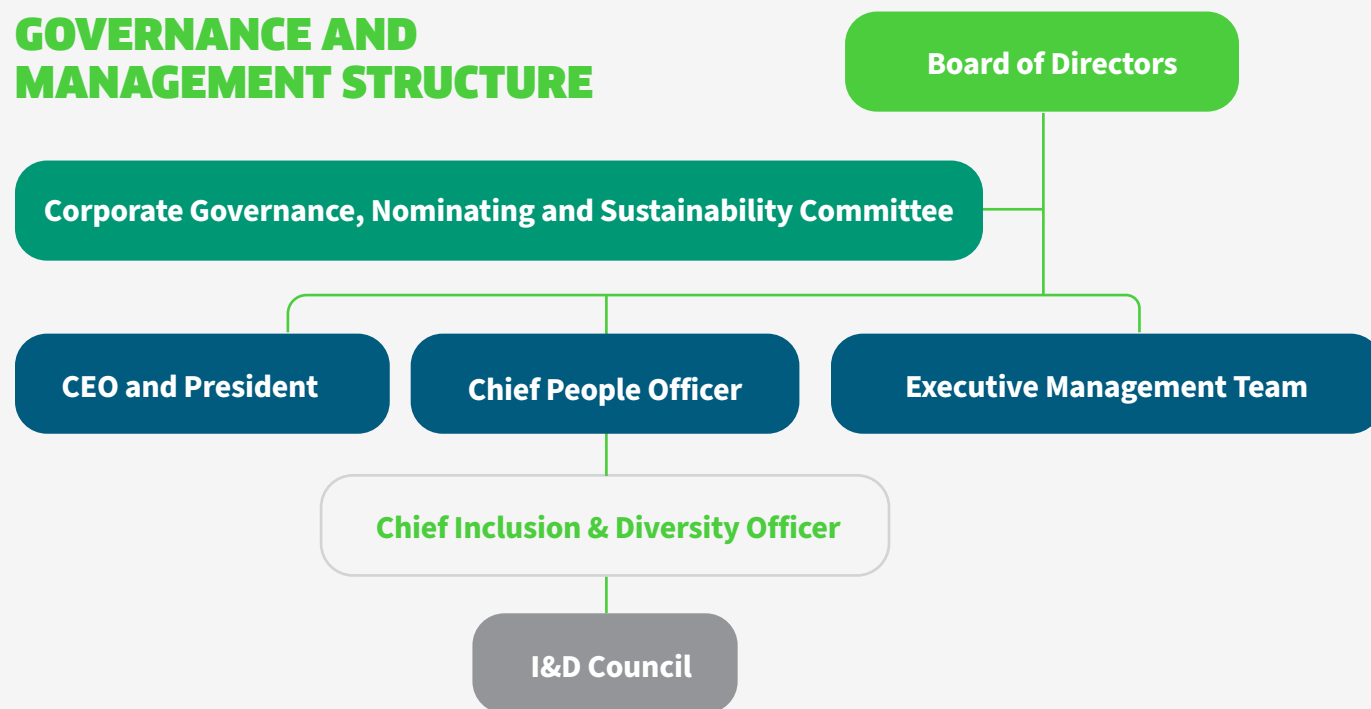 GOVERNANCE AND
MANAGEMENT STRUCTURE
Board of Directors
Corporate Governance, Nominating and Sustainability Committee
CEO and President
Chief People Officer
Executive Management Team
Chief Inclusion & Diversity Officer
I&D Council